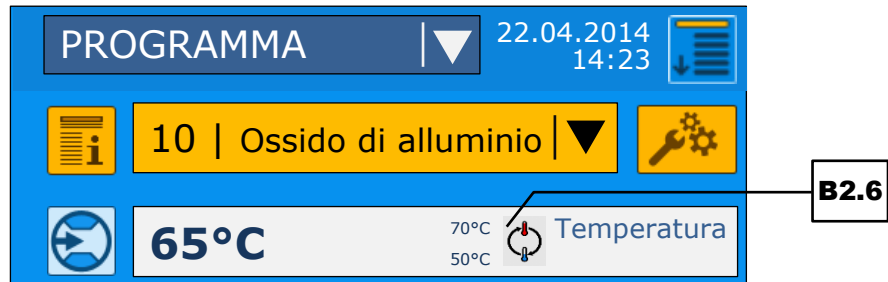 PROGRAMMA
22.04.2014
14:23
10 | Ossido di alluminio
B2.6
65°C
70°C
50°C
Temperatura